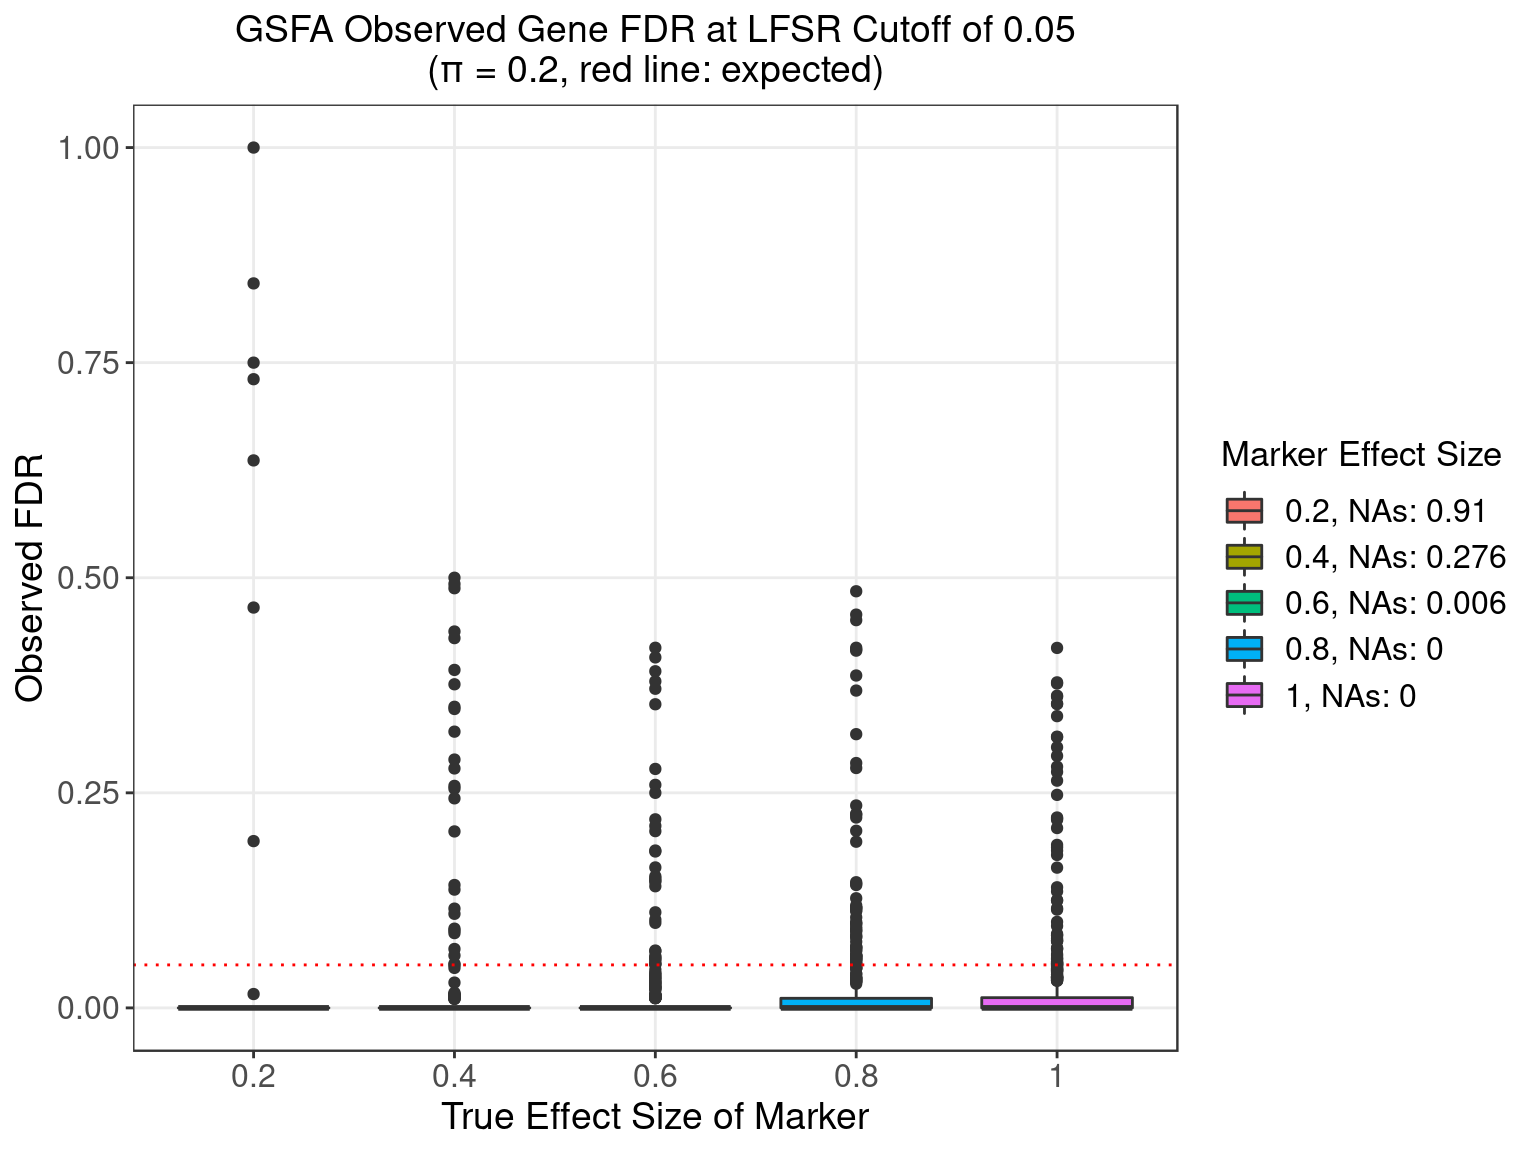 GSFA Observed Gene FDR at LFSR Cutoff of 0.05
(π = 0.2, red line: expected)
Observed FDR
1.00
0.75
0.50
0.25
0.00
0.2
0.4
0.6
0.8
1
True Effect Size of Marker
Marker Effect Size
0.2, NAs: 0.91
0.4, NAs: 0.276
0.6, NAs: 0.006
0.8, NAs: 0
1, NAs: 0